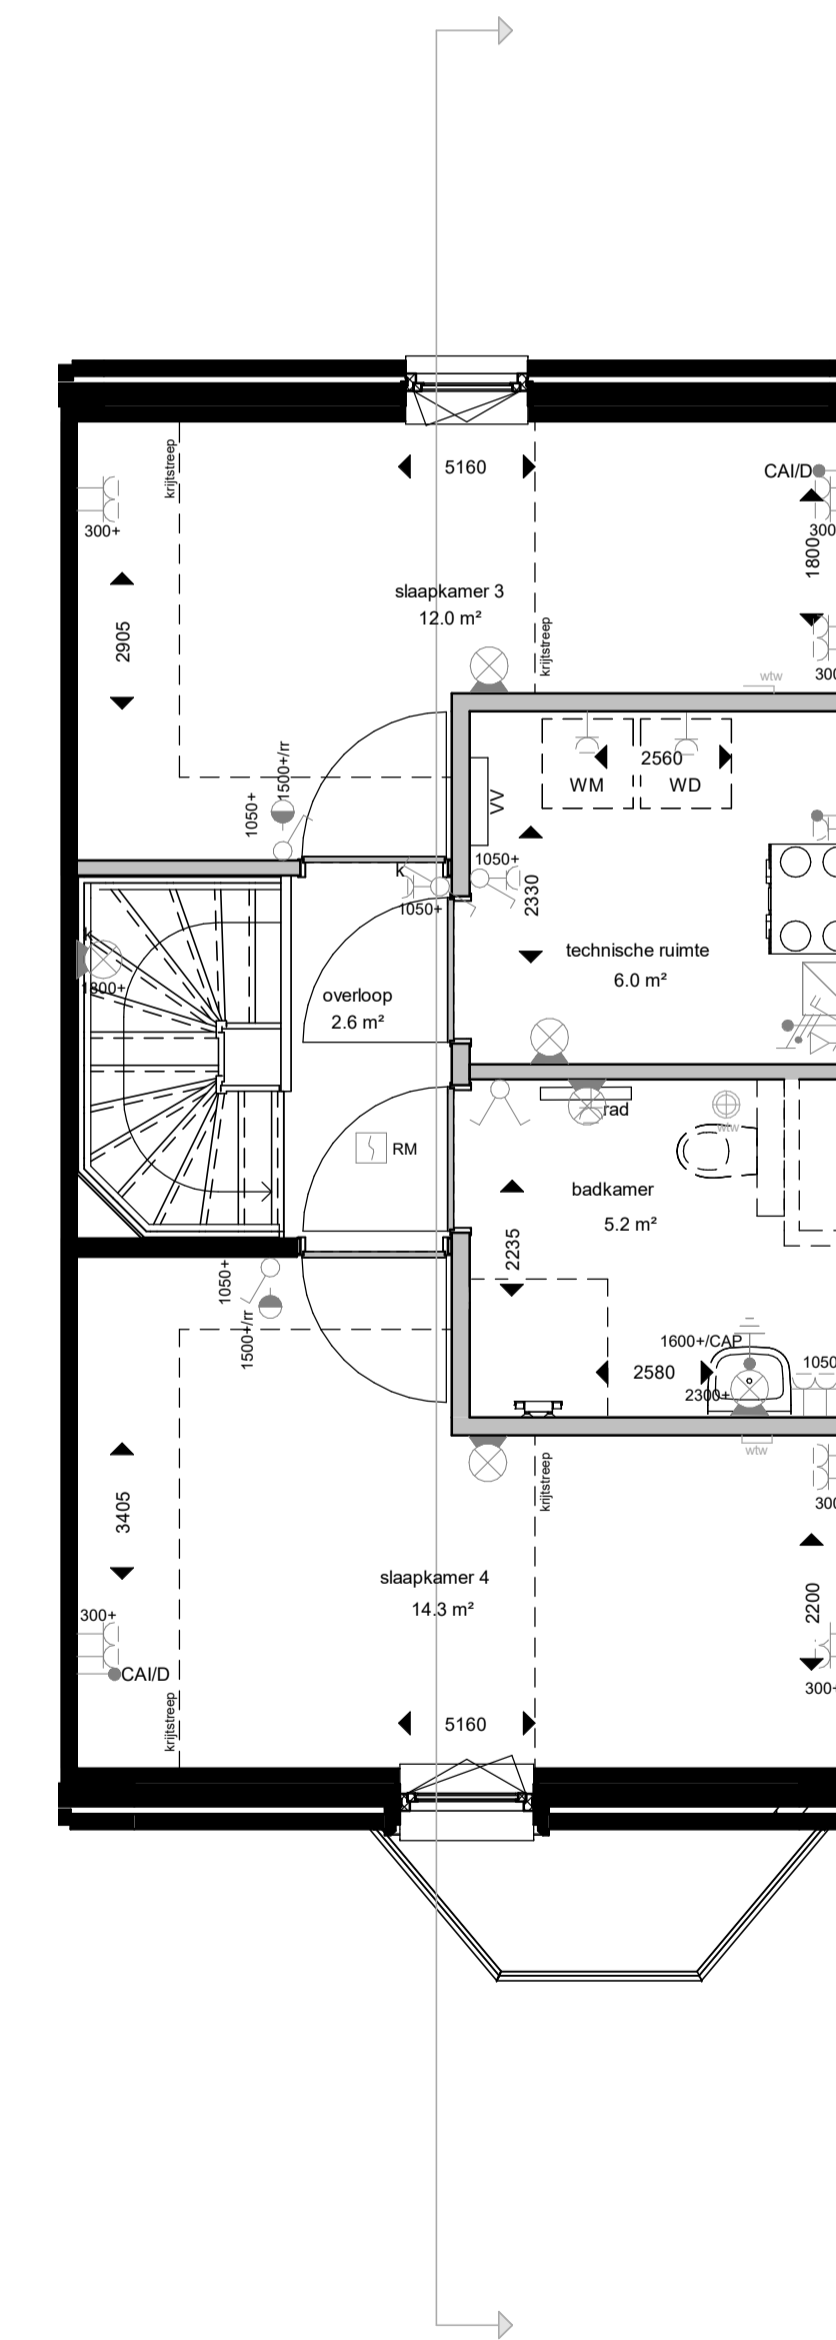 krijtstreep
5160
CAI/D
300+
300
1800
2905
slaapkamer 3
12.0 m²
krijtstreep
300
wtw
1500+/rr
1050+
WM
2560
WD
VV
1050+
2330
k
1050+
k
1800+
technische ruimte
6.0 m²
overloop
2.6 m²
rad
wtw
RM
badkamer
5.2 m²
2235
1050+
1500+/rr
1600+/CAP
2580
2300+
1050
wtw
krijtstreep
300
3405
slaapkamer 4
14.3 m²
2200
300+
CAI/D
300+
krijtstreep
5160